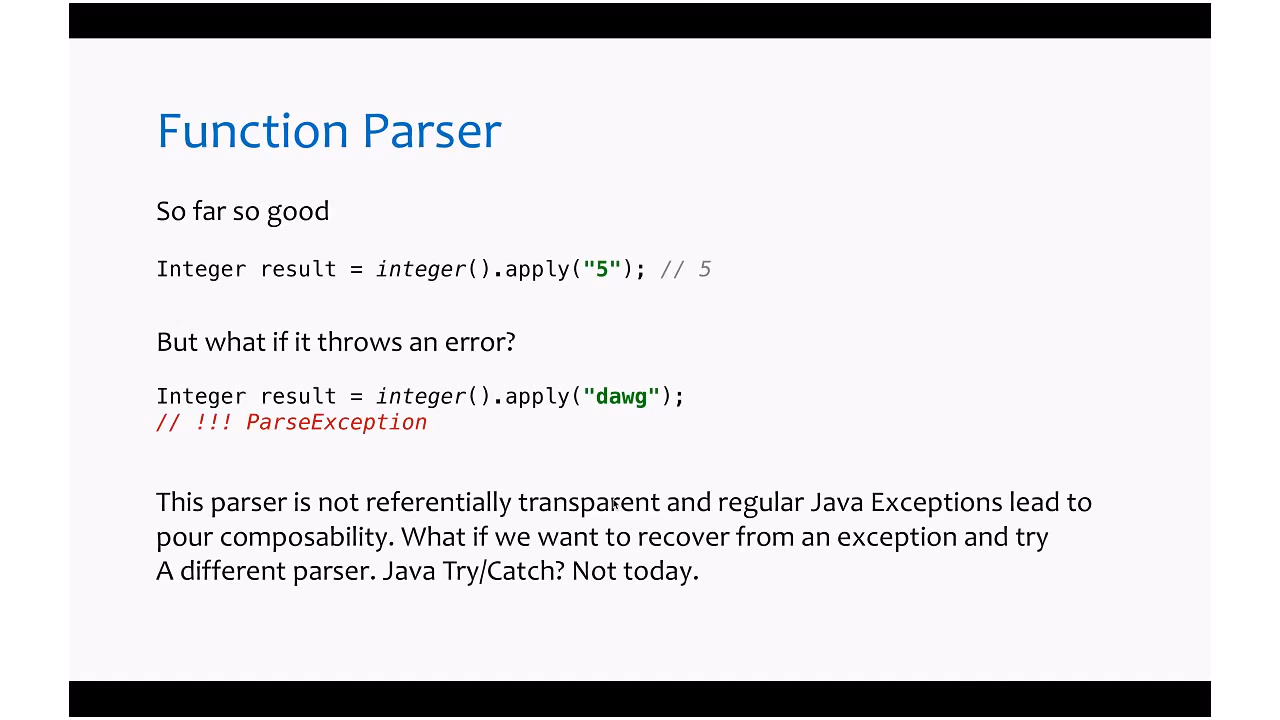 Function Parser
So far so good
Integer result = integer().apply("5"); // 5
But what if it throws an error?
Integer result = integer().apply("dawg");
// !!! ParseException
This parser is not referentially transparent and regular Java Exceptions lead to
pour composability. What if we want to recover from an exception and try
A different parser. Java Try/Catch? Not today.